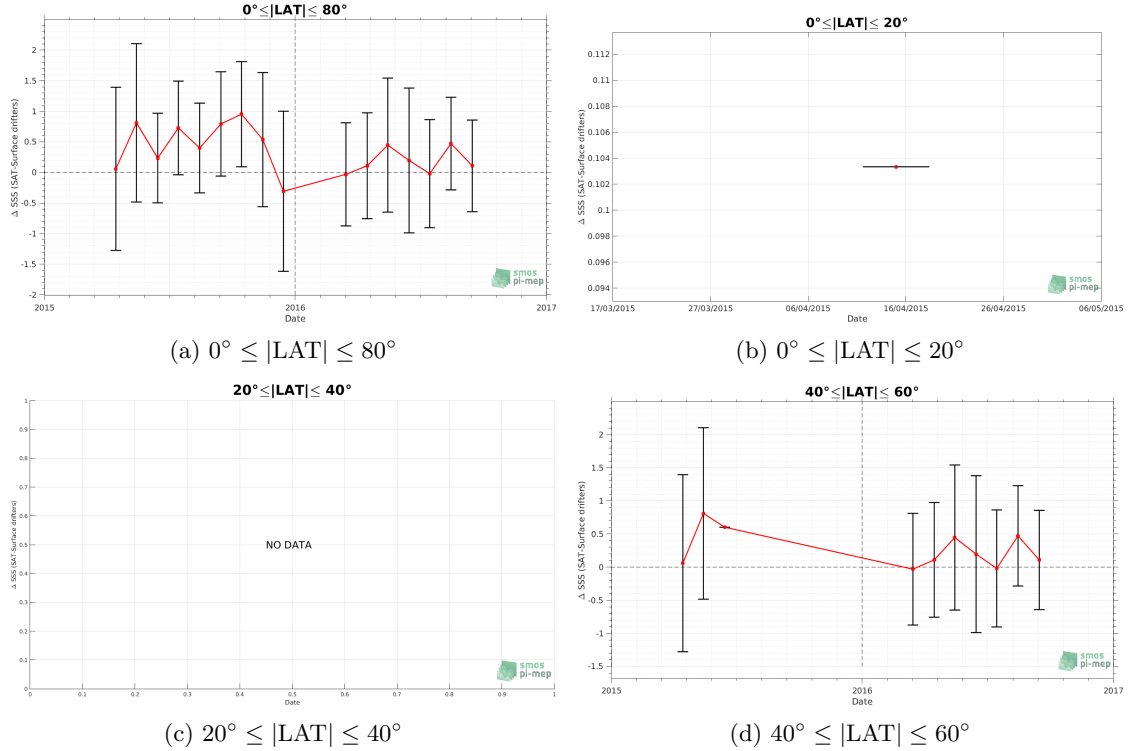 0°≤|LAT|≤ 80°
Δ SSS (SAT-Surface drifters)
2
1.5
1
0.5
0
-0.5
-1
-1.5
-2
smos
pi-mep
2015 2016 2017
Date
(a) 0° ≤ |LAT| ≤ 80°
0°≤|LAT|≤ 20°
Δ SSS (SAT-Surface drifters)
0.112
0.11
0.108
0.106
0.104
0.102
0.1
0.098
0.096
0.094
smos
pi-mep
17/03/2015 27/03/2015 06/04/2015 16/04/2015 26/04/2015 06/05/2015
Date
(b) 0° ≤ |LAT| ≤ 20°
20°≤|LAT|≤ 40°
Δ SSS (SAT-Surface drifters)
1
0.9
0.8
0.7
0.6
0.5
0.4
0.3
0.2
0.1
0
NO DATA
smos
pi-mep
0 0.1 0.2 0.3 0.4 0.5 0.6 0.7 0.8 0.9 1
Date
(c) 20° ≤ |LAT| ≤ 40°
40°≤|LAT|≤ 60°
Δ SSS (SAT-Surface drifters)
2
1.5
1
0.5
0
-0.5
-1
-1.5
smos
pi-mep
2015 2016 2017
Date
(d) 40° ≤ |LAT| ≤ 60°